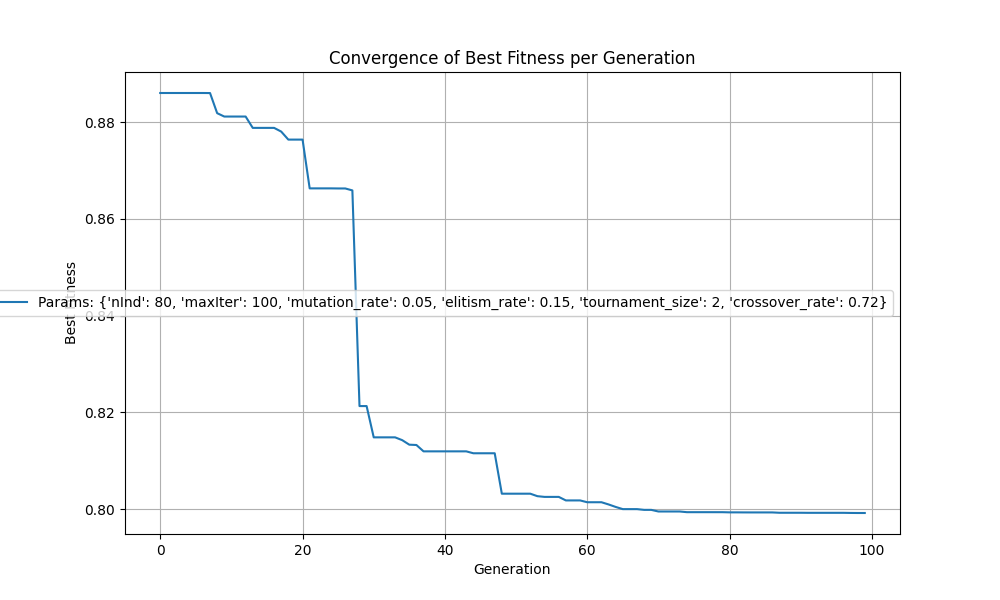 Convergence of Best Fitness per Generation
0.88
0.86
0.84
0.82
0.80
Best
Params: {'nInd': 80, 'maxIter': 100, 'mutation_rate': 0.05, 'elitism_rate': 0.15, 'tournament_size': 2, 'crossover_rate': 0.72}
0 20 40 60 80 100
Generation